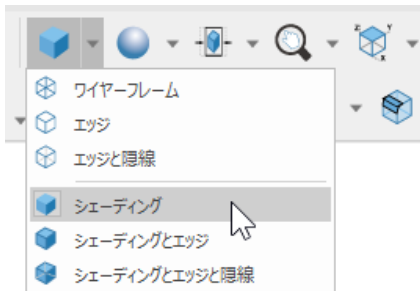 z
Y
x
ワイヤーフレーム
エッジ
エッジと隠線
シェーディング
シェーディングとエッジ
シェーディングとエッジと隠線